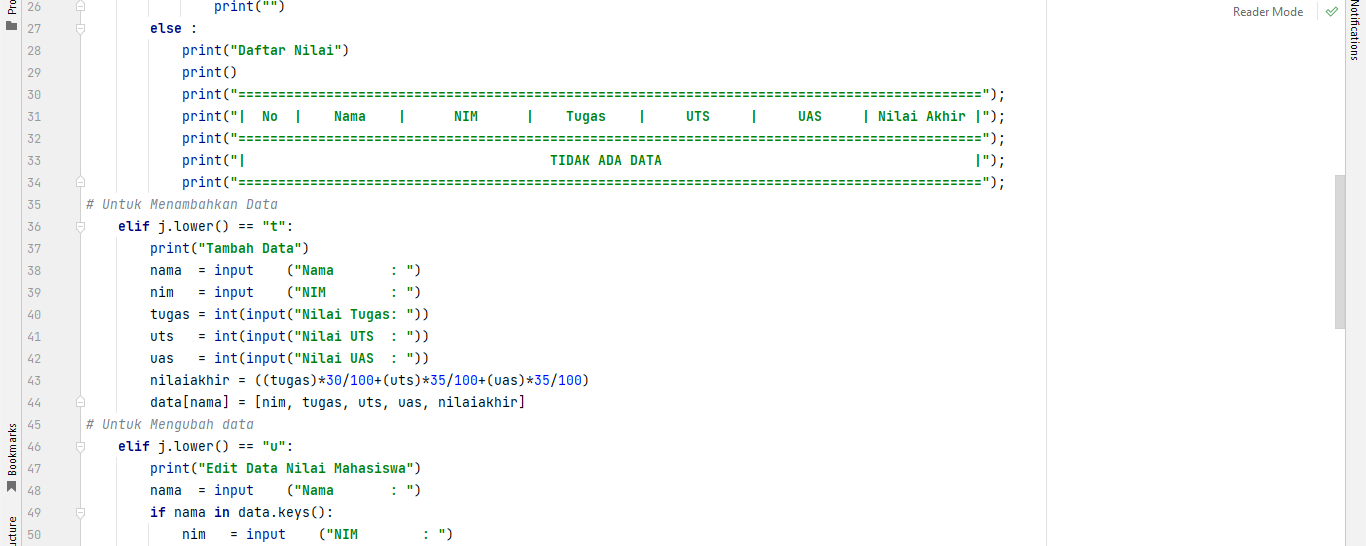 26 print("")
27 else :
28 print("Daftar Nilai")
29 print()
30 print("=============================================================================================");
31 print("|  No  |    Nama    |      NIM      |    Tugas    |     UTS     |     UAS     | Nilai Akhir |");
32 print("=============================================================================================");
33 print("|                                      TIDAK ADA DATA                                       |");
34 print("=============================================================================================");
35 # Untuk Menambahkan Data
36 elif j.lower() == "t":
37 print("Tambah Data")
38 nama  = input    ("Nama       : ")
39 nim   = input    ("NIM        : ")
40 tugas = int(input("Nilai Tugas: "))
41 uts   = int(input("Nilai UTS  : "))
42 uas   = int(input("Nilai UAS  : "))
43 nilaiakhir = ((tugas)*30/100+(uts)*35/100+(uas)*35/100)
44 data[nama] = [nim, tugas, uts, uas, nilaiakhir]
45 # Untuk Mengubah data
46 elif j.lower() == "u":
47 print("Edit Data Nilai Mahasiswa")
48 nama  = input    ("Nama       : ")
49 if nama in data.keys():
50 nim   = input    ("NIM        : ")
Reader Mode
Notifications
Pro
Bookmarks
ucture